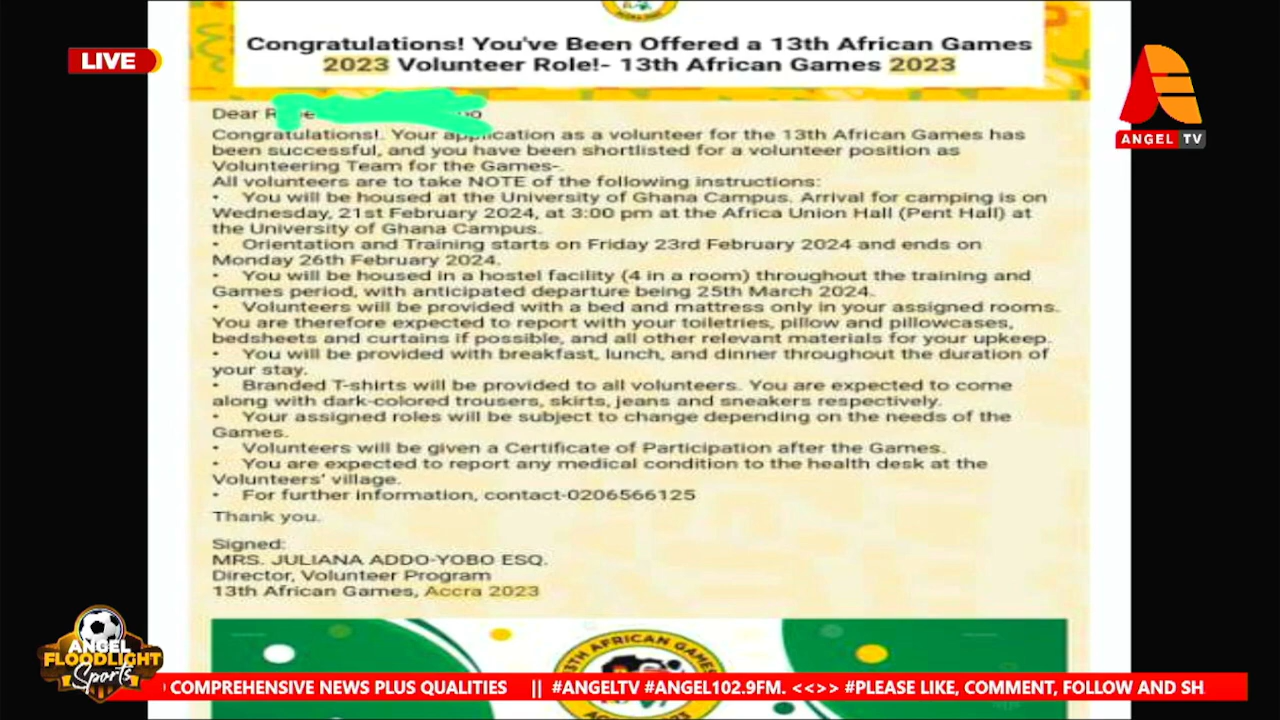 LIVE
Congratulations! You've Been Offered a 13th African Games
2023 Volunteer Role!- 13th African Games 2023
ANGEL TV
Dear
Congratulations!. Your application as a volunteer for the 13th African Games has
been successful, and you have been shortlisted for a volunteer position as
Volunteering Team for the Games-.
All volunteers are to take NOTE of the following instructions:
• You will be housed at the University of Ghana Campus. Arrival for camping is on
Wednesday, 21st February 2024, at 3:00 pm at the Africa Union Hall (Pent Hall) at
the University of Ghana Campus.
• Orientation and Training starts on Friday 23rd February 2024 and ends on
Monday 26th February 2024.
• You will be housed in a hostel facility (4 in a room) throughout the training and
Games period, with anticipated departure being 25th March 2024.
• Volunteers will be provided with a bed and mattress only in your assigned rooms.
You are therefore expected to report with your toiletries, pillow and pillowcases,
bedsheets and curtains if possible, and all other relevant materials for your upkeep.
• You will be provided with breakfast, lunch, and dinner throughout the duration of
your stay.
• Branded T-shirts will be provided to all volunteers. You are expected to come
along with dark-colored trousers, skirts, jeans and sneakers respectively.
• Your assigned roles will be subject to change depending on the needs of the
Games.
• Volunteers will be given a Certificate of Participation after the Games.
• You are expected to report any medical condition to the health desk at the
Volunteers' village.
• For further information, contact-0206566125
Thank you.
Signed:
MRS. JULIANA ADDO-YOBO ESQ.
Director, Volunteer Program
13th African Games, Accra 2023
AFRICAN GAMES
ANGEL
FLOODLIGHT
Sports
COMPREHENSIVE NEWS PLUS QUALITIES || #ANGELTV #ANGEL102.9FM. <<>> #PLEASE LIKE, COMMENT, FOLLOW AND SH